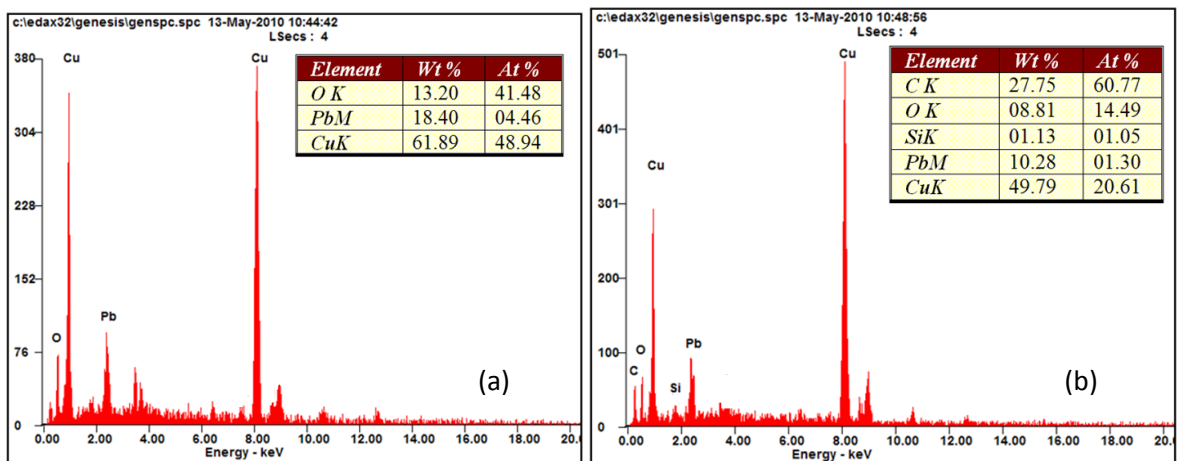 c:\edax32\genesis\genspc.spc 13-May-2010 10:44:42
LSecs : 4
380
304
228
152
76
0
Cu
Cu
O
Pb
Element Wt % At %
O K 13.20 41.48
PbM 18.40 04.46
CuK 61.89 48.94
(a)
0.00 2.00 4.00 6.00 8.00 10.00 12.00 14.00 16.00 18.00 20.0
Energy - keV
c:\edax32\genesis\genspc.spc 13-May-2010 10:48:56
LSecs : 4
501
401
301
200
100
0
Cu
Cu
O
C
Si
Pb
Element Wt % At %
C K 27.75 60.77
O K 08.81 14.49
SiK 01.13 01.05
PbM 10.28 01.30
CuK 49.79 20.61
(b)
0.00 2.00 4.00 6.00 8.00 10.00 12.00 14.00 16.00 18.00 20.0
Energy - keV